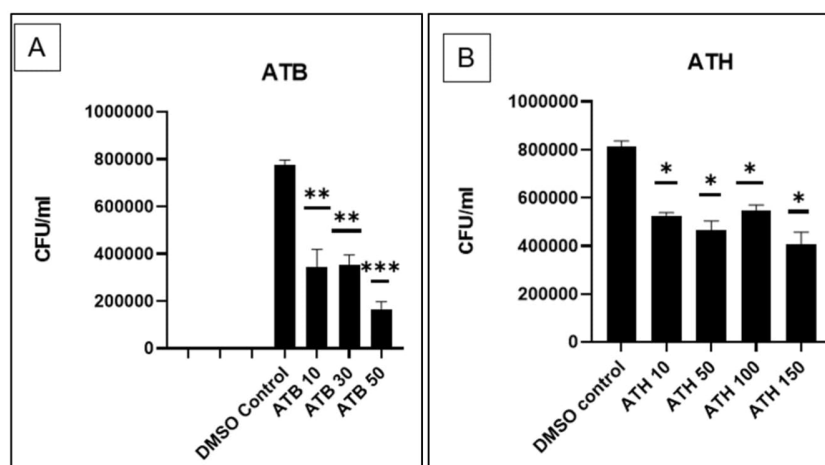 A
ATB
CFU/ml
1000000
800000
600000
400000
200000
0
**
**
***
DMSO Control
ATB 10
ATB 30
ATB 50
B
ATH
CFU/ml
1000000
800000
600000
400000
200000
0
*
*
*
*
DMSO control
ATH 10
ATH 50
ATH 100
ATH 150